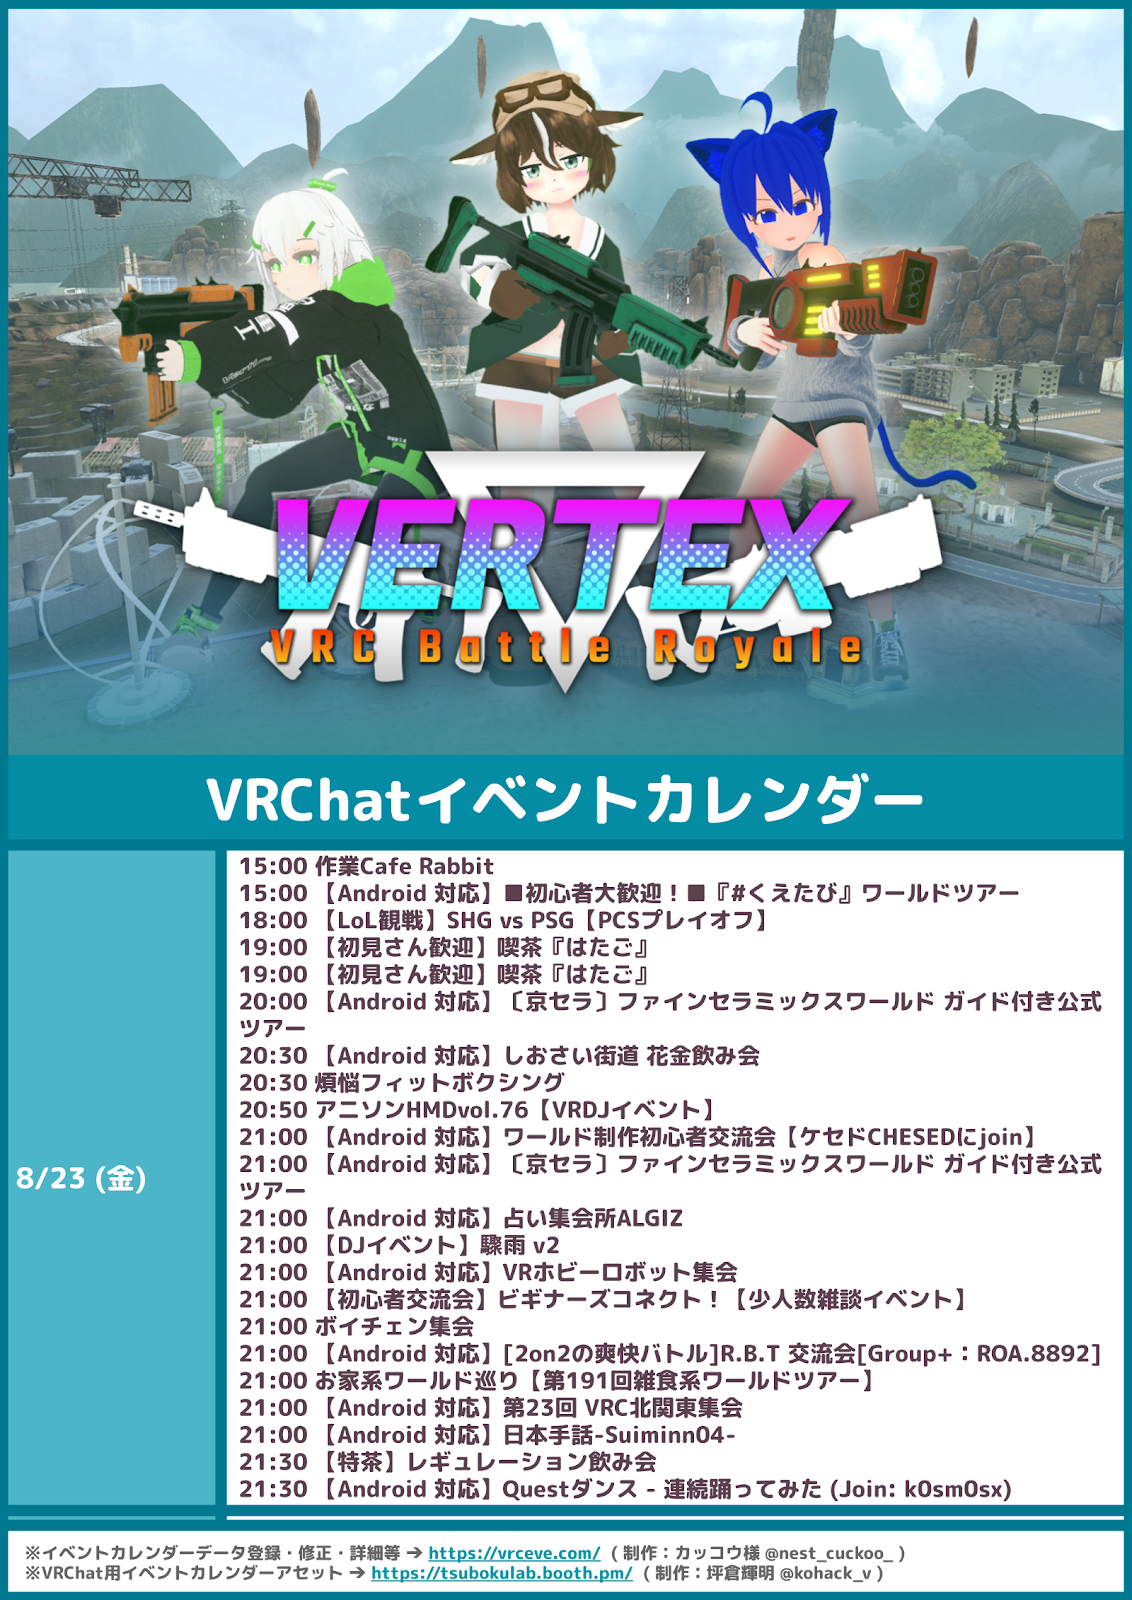 VERTEX
VRC Battle Royale
VRChatイベントカレンダー
8/23 (金)
15:00 作業Cafe Rabbit
15:00 【Android 対応】■初心者大歓迎！■『#くえたび』ワールドツアー
18:00 【LoL観戦】SHG vs PSG【PCSプレイオフ】
19:00 【初見さん歓迎】喫茶『はたご』
19:00 【初見さん歓迎】喫茶『はたご』
20:00 【Android 対応】〔京セラ〕ファインセラミックスワールド ガイド付き公式
ツアー
20:30 【Android 対応】しおさい街道 花金飲み会
20:30 煩悩フィットボクシング
20:50 アニソンHMDvol.76【VRDJイベント】
21:00 【Android 対応】ワールド制作初心者交流会【ケセドCHESEDにjoin】
21:00 【Android 対応】〔京セラ〕ファインセラミックスワールド ガイド付き公式
ツアー
21:00 【Android 対応】占い集会所ALGIZ
21:00 【DJイベント】驟雨 v2
21:00 【Android 対応】VRホビーロボット集会
21:00 【初心者交流会】ビギナーズコネクト！【少人数雑談イベント】
21:00 ボイチェン集会
21:00 【Android 対応】[2on2の爽快バトル]R.B.T 交流会[Group+：ROA.8892]
21:00 お家系ワールド巡り【第191回雑食系ワールドツアー】
21:00 【Android 対応】第23回 VRC北関東集会
21:00 【Android 対応】日本手話-Suiminn04-
21:30 【特茶】レギュレーション飲み会
21:30 【Android 対応】Questダンス - 連続踊ってみた (Join: k0sm0sx)
※イベントカレンダーデータ登録・修正・詳細等 → https://vrceve.com/ ( 制作：カッコウ様 @nest_cuckoo_ )
※VRChat用イベントカレンダーアセット → https://tsubokulab.booth.pm/ ( 制作：坪倉輝明 @kohack_v )